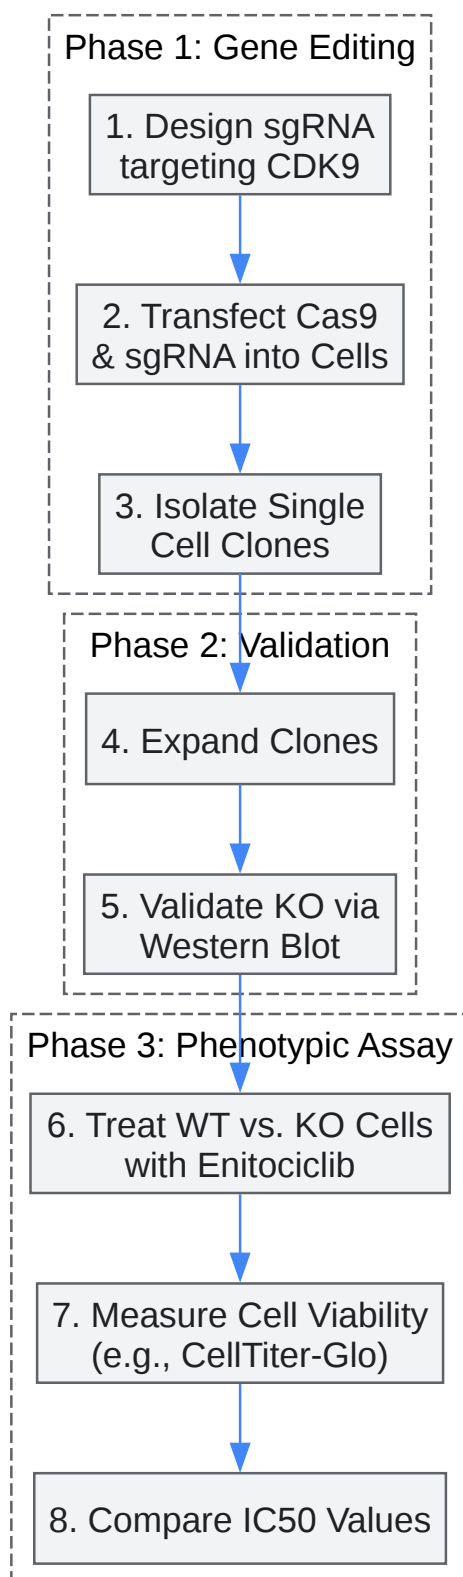 Phase 1: Gene Editing
1. Design sgRNA
targeting CDK9
2. Transfect Cas9
& sgRNA into Cells
3. Isolate Single
Cell Clones
Phase 2: Validation
4. Expand Clones
5. Validate KO via
Western Blot
Phase 3: Phenotypic Assay
6. Treat WT vs. KO Cells
with Enitociclib
7. Measure Cell Viability
(e.g., CellTiter-Glo)
8. Compare IC50 Values